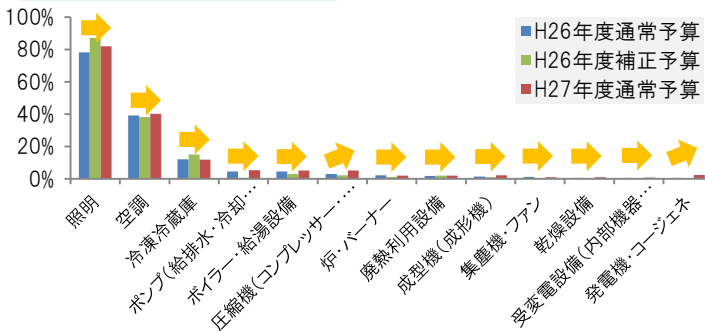 100%
80%
60%
40%
20%
0%
H26年度通常予算
H26年度補正予算
H27年度通常予算
照明
空調
冷凍冷蔵庫
ポンプ(給排水・冷却…
ボイラー・給湯設備
圧縮機(コンプレッサー・…
炉・バーナー
廃熱利用設備
成型機(成形機)
集塵機・ファン
乾燥設備
受変電設備(内部機器…
発電機・コージェネ